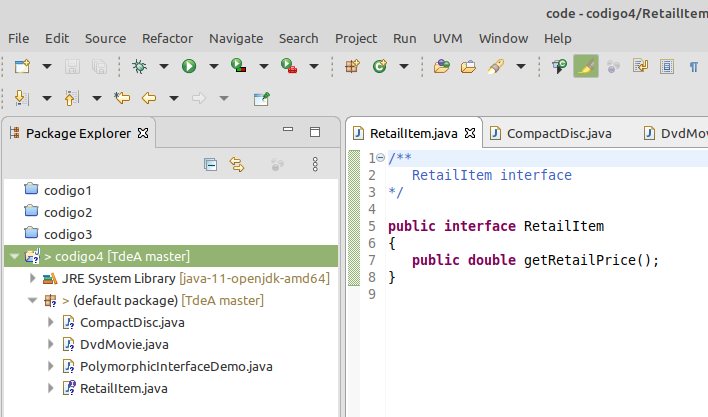 code - codigo4/RetailItem
File Edit Source Refactor Navigate Search Project Run UVM Window Help
Package Explorer
RetailItem.java CompactDisc.java DvdMov
codigo1
codigo2
codigo3
> codigo4 [TdeA master]
JRE System Library [java-11-openjdk-amd64]
> (default package) [TdeA master]
CompactDisc.java
DvdMovie.java
PolymorphicInterfaceDemo.java
RetailItem.java
1 /**
2 RetailItem interface
3 */
4
5 public interface RetailItem
6 {
7 public double getRetailPrice();
8 }
9